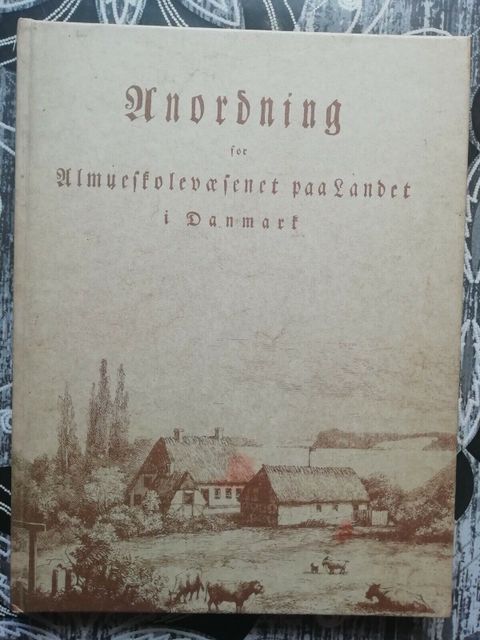 Anordning
for
Almueskolevæsenet paa Landet
i Danmark